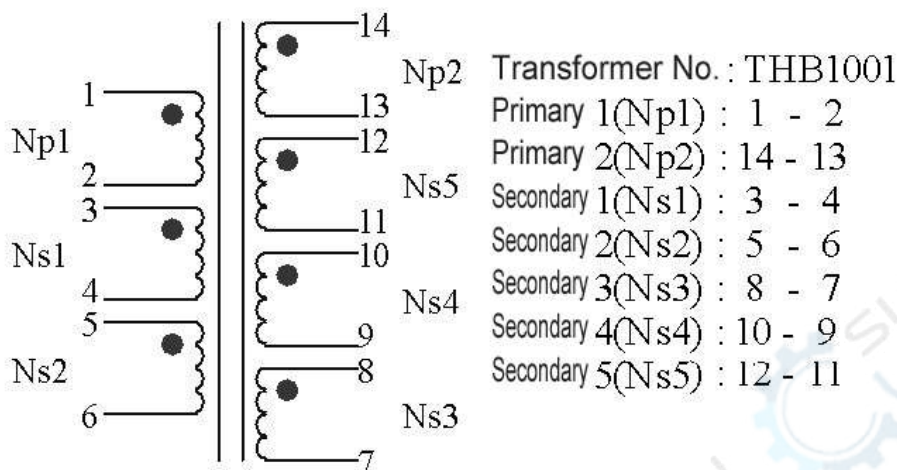 14
Np2
13
1
Np1
2
12
Ns5
11
3
Ns1
4
10
Ns4
9
5
Ns2
6
8
Ns3
7
Transformer No. : THB1001
Primary 1(Np1) : 1 - 2
Primary 2(Np2) : 14 - 13
Secondary 1(Ns1) : 3 - 4
Secondary 2(Ns2) : 5 - 6
Secondary 3(Ns3) : 8 - 7
Secondary 4(Ns4) : 10 - 9
Secondary 5(Ns5) : 12 - 11